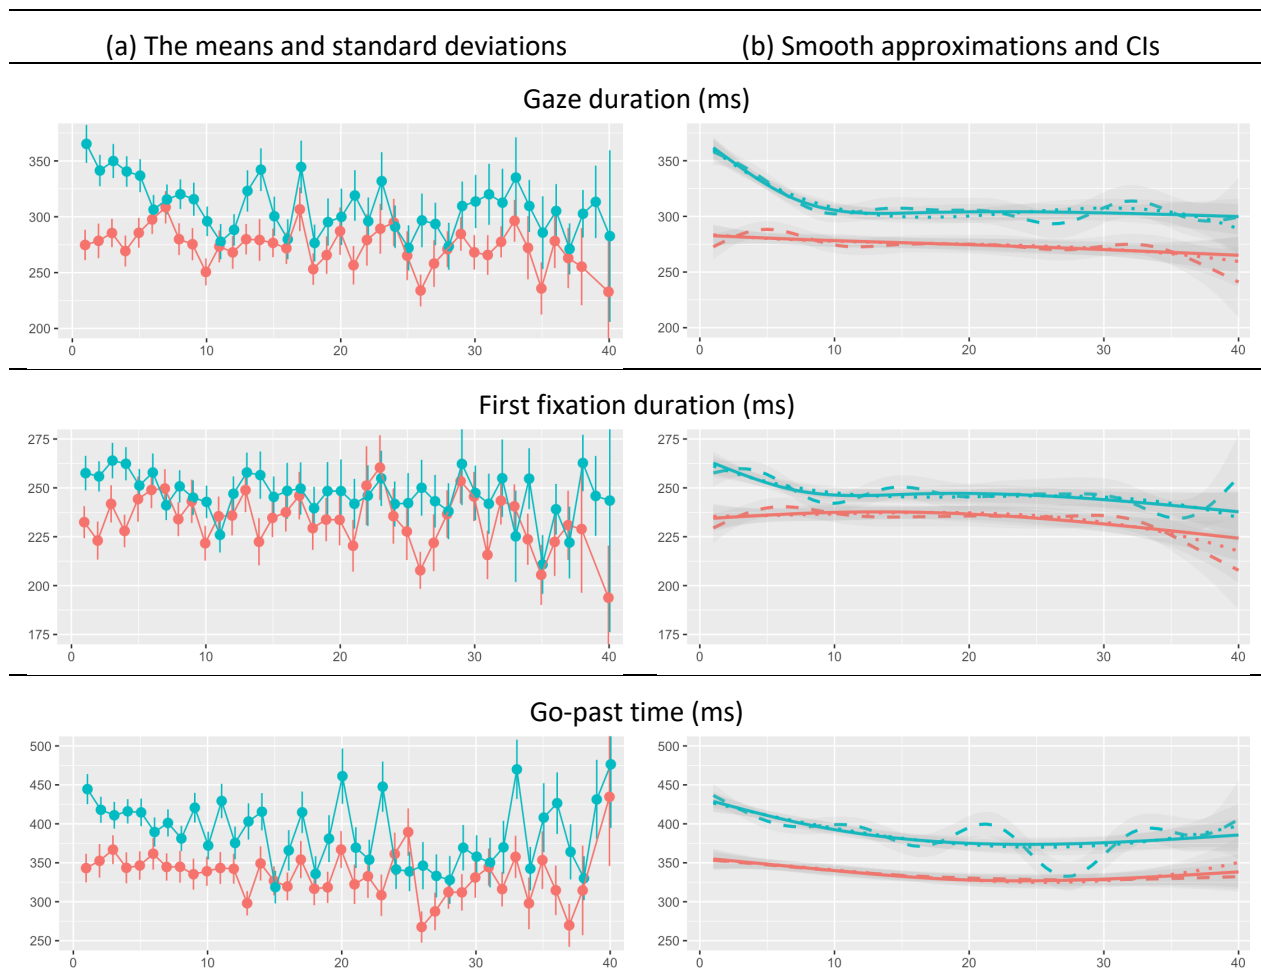 (a) The means and standard deviations (b) Smooth approximations and CIs
Gaze duration (ms)
350 350
300 300
250 250
200 200
0 10 20 30 40 0 10 20 30 40
First fixation duration (ms)
275 275
250 250
225 225
200 200
175 175
0 10 20 30 40 0 10 20 30 40
Go-past time (ms)
500 500
450 450
400 400
350 350
300 300
250 250
0 10 20 30 40 0 10 20 30 40